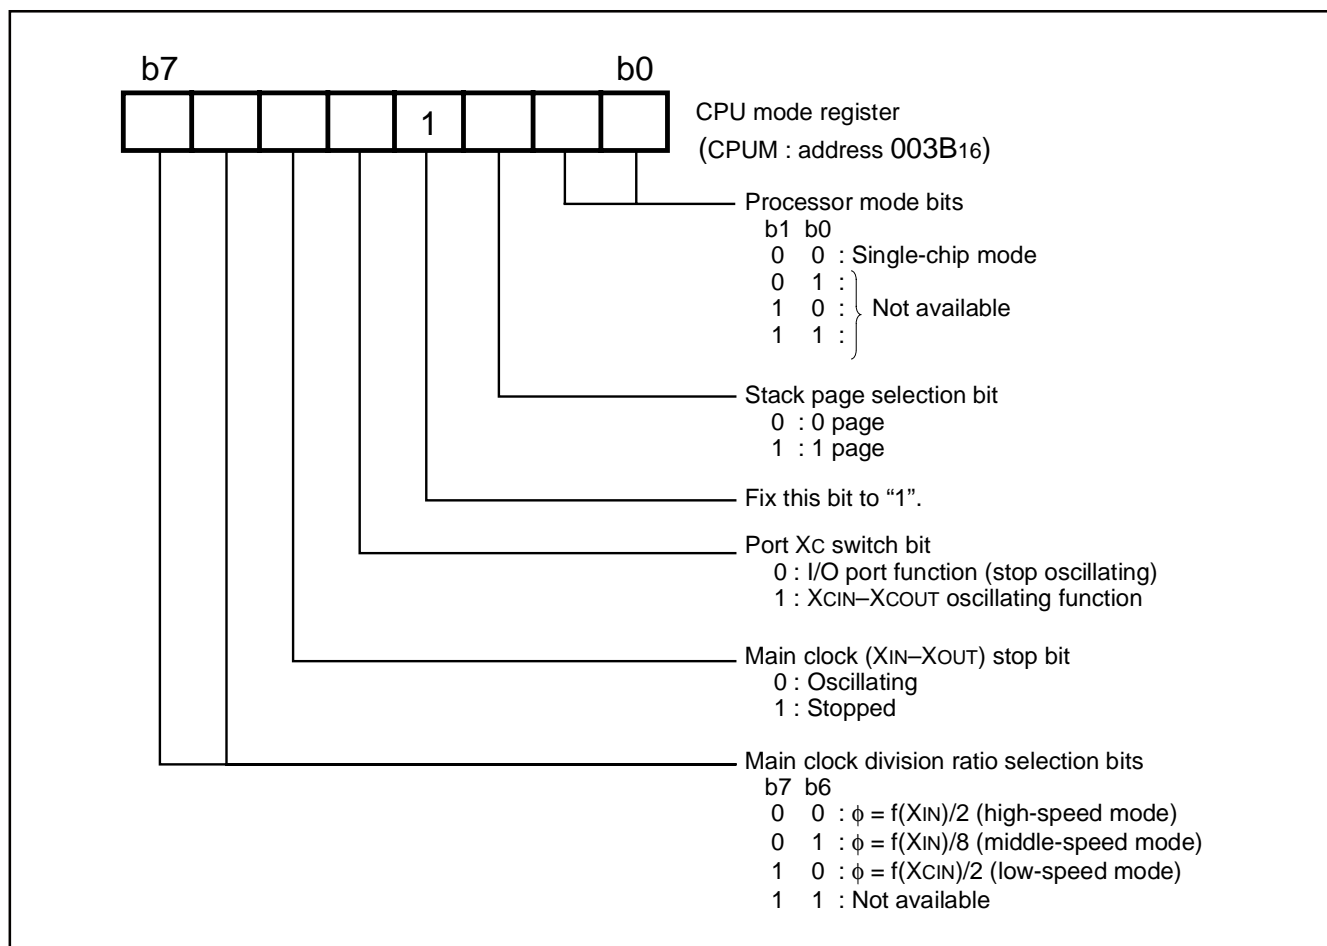 b7 b0
1
CPU mode register
(CPUM : address 003B16)
Processor mode bits
b1 b0
0 0 : Single-chip mode
0 1 :
1 0 : Not available
1 1 :
Stack page selection bit
0 : 0 page
1 : 1 page
Fix this bit to “1”.
Port XC switch bit
0 : I/O port function (stop oscillating)
1 : XCIN–XCOUT oscillating function
Main clock (XIN–XOUT) stop bit
0 : Oscillating
1 : Stopped
Main clock division ratio selection bits
b7 b6
0 0 : ϕ = f(XIN)/2 (high-speed mode)
0 1 : ϕ = f(XIN)/8 (middle-speed mode)
1 0 : ϕ = f(XCIN)/2 (low-speed mode)
1 1 : Not available